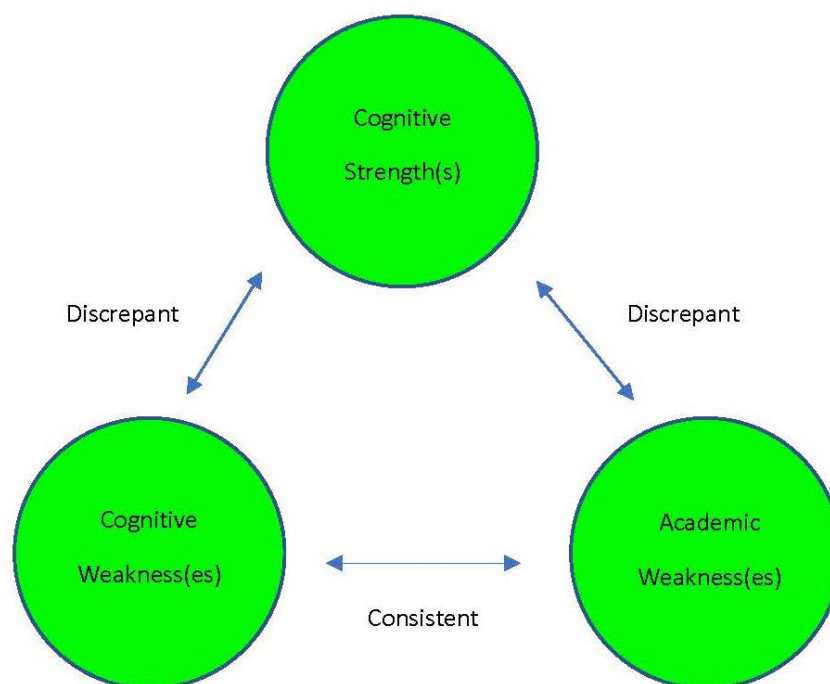 Cognitive
Strength(s)
Discrepant
Discrepant
Cognitive
Weakness(es)
Academic
Weakness(es)
Consistent